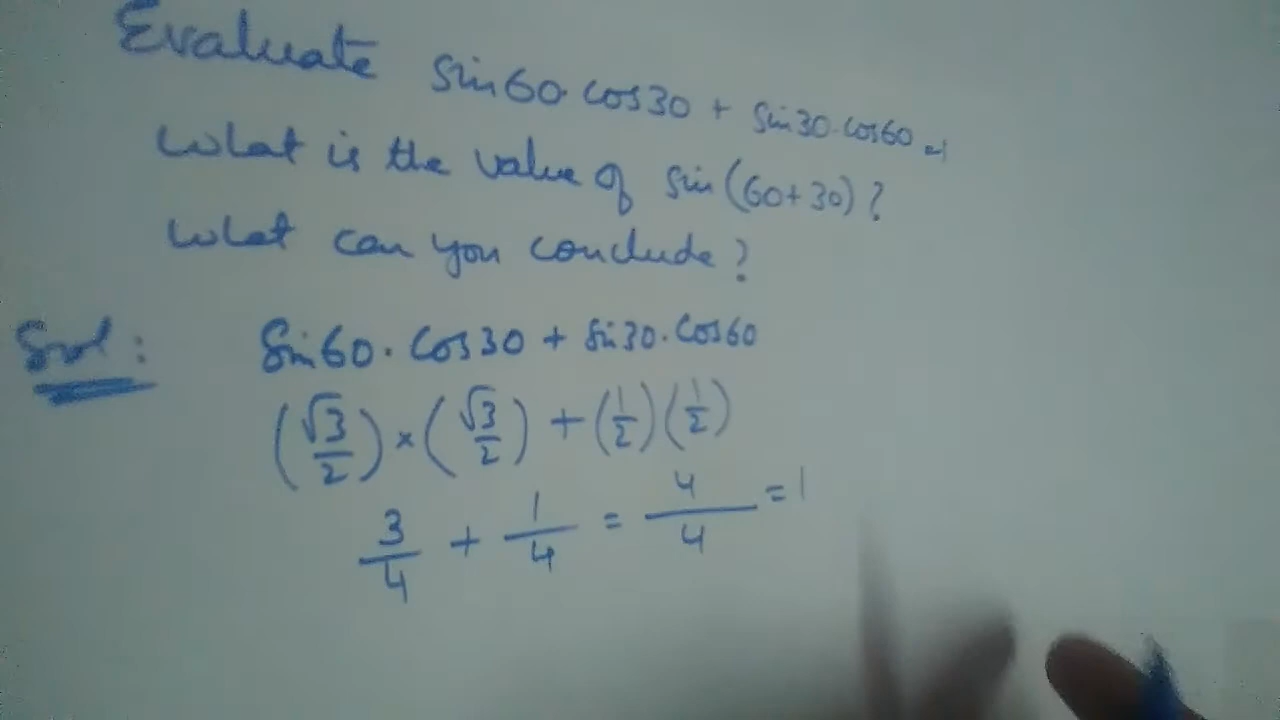 Evaluate sin60.cos30 + sin30.cos60
What is the value of sin(60+30)?
What can you conclude?
Sol: Sin60. Cos30 + sin30. Cos60
(√3/2) × (√3/2) + (1/2)(1/2)
3/4 + 1/4 = 4/4 = 1